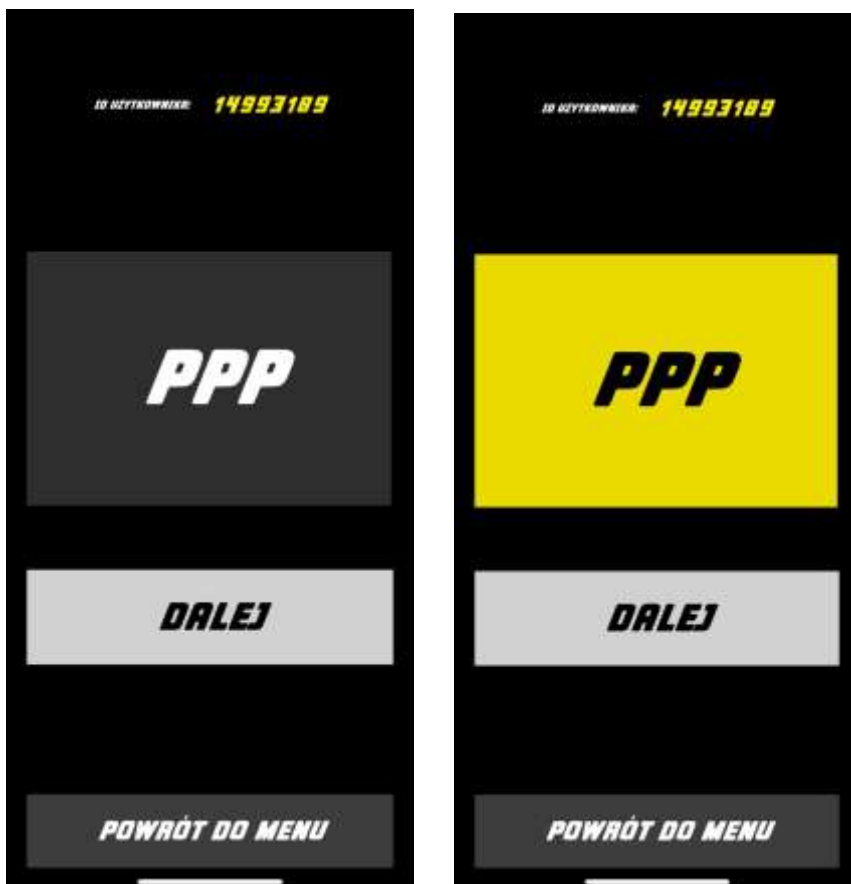 ID UŻYTKOWNIKA: 14993189
PPP
DALEJ
POWRÓT DO MENU
ID UŻYTKOWNIKA: 14993189
PPP
DALEJ
POWRÓT DO MENU